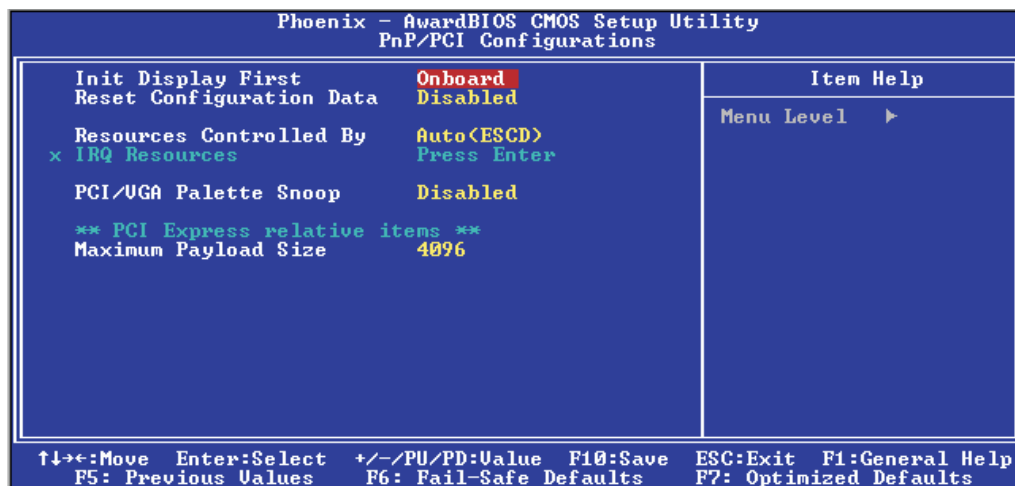 Phoenix - AwardBIOS CMOS Setup Utility
PnP/PCI Configurations
Init Display First Onboard
Reset Configuration Data Disabled
Resources Controlled By Auto(ESCD)
x IRQ Resources Press Enter
PCI/VGA Palette Snoop Disabled
** PCI Express relative items **
Maximum Payload Size 4096
Item Help
Menu Level ►
↑↓→←:Move Enter:Select +/-/PU/PD:Value F10:Save ESC:Exit F1:General Help
F5: Previous Values F6: Fail-Safe Defaults F7: Optimized Defaults